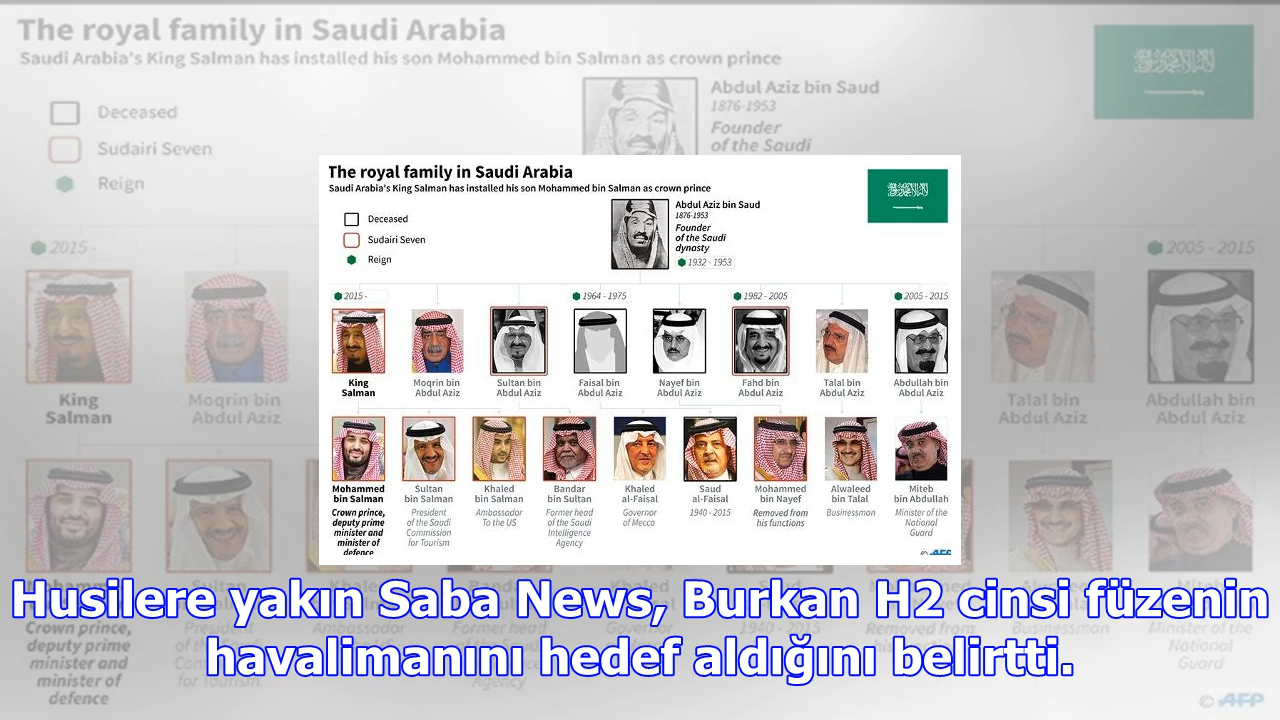 The royal family in Saudi Arabia
Saudi Arabia's King Salman has installed his son Mohammed bin Salman as crown prince
Deceased
Sudairi Seven
Reign
Abdul Aziz bin Saud
1876-1953
Founder
of the Saudi
dynasty
1932 - 1953
2015 -
1964 - 1975
1982 - 2005
2005 - 2015
King
Salman
Moqrin bin
Abdul Aziz
Sultan bin
Abdul Aziz
Faisal bin
Abdul Aziz
Nayef bin
Abdul Aziz
Fahd bin
Abdul Aziz
Talal bin
Abdul Aziz
Abdullah bin
Abdul Aziz
Mohammed
bin Salman
Crown prince,
deputy prime
minister and
minister of
defence
Sultan
bin Salman
President
of the Saudi
Commission
for Tourism
Khaled
bin Salman
Ambassador
To the US
Bandar
bin Sultan
Former head
of the Saudi
Intelligence
Agency
Khaled
al-Faisal
Governor
of Mecca
Saud
al-Faisal
1940 - 2015
Mohammed
bin Nayef
Removed from
his functions
Alwaleed
bin Talal
Businessman
Miteb
bin Abdullah
Minister of the
National
Guard
© AFP
Husilere yakın Saba News, Burkan H2 cinsi füzenin
havalimanını hedef aldığını belirtti.